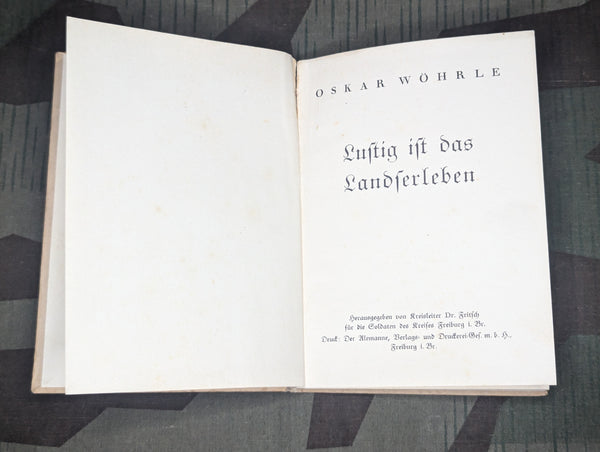 OSKAR WÖHRLE
Luſtig iſt das
Landſerleben
Herausgegeben von Kreisleiter Dr. Fritſch
für die Soldaten des Kreiſes Freiburg i. Br.
Druck: Der Alemanne, Verlags- und Druckerei-Geſ. m. b. H.,
Freiburg i. Br.